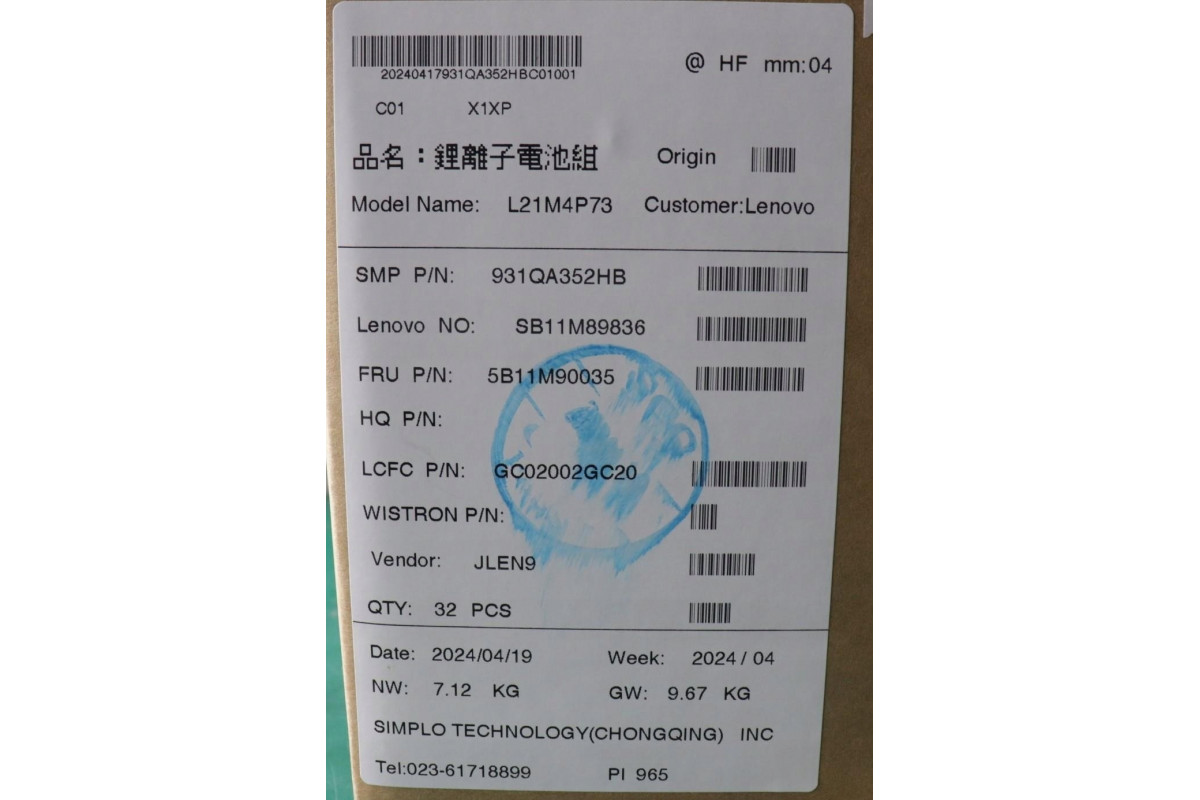 20240417931QA352HBC01001
@ HF mm:04
C01 X1XP
品名：鋰離子電池組 Origin
Model Name: L21M4P73 Customer:Lenovo
SMP P/N: 931QA352HB
Lenovo NO: SB11M89836
FRU P/N: 5B11M90035
HQ P/N:
LCFC P/N: GC02002GC20
WISTRON P/N:
Vendor: JLEN9
QTY: 32 PCS
Date: 2024/04/19 Week: 2024/ 04
NW: 7.12 KG GW: 9.67 KG
SIMPLO TECHNOLOGY(CHONGQING) INC
Tel:023-61718899 PI 965